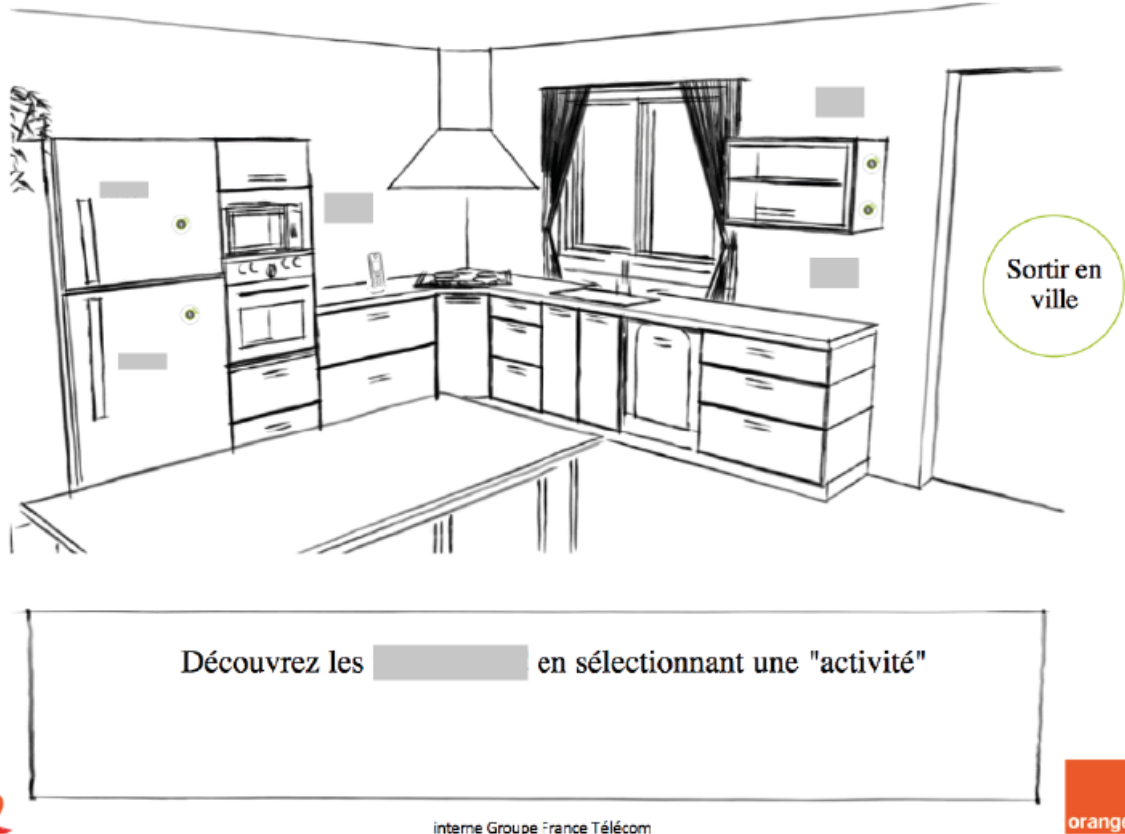 Sortir en
ville
Découvrez les en sélectionnant une "activité"
interne Groupe France Télécom
orange